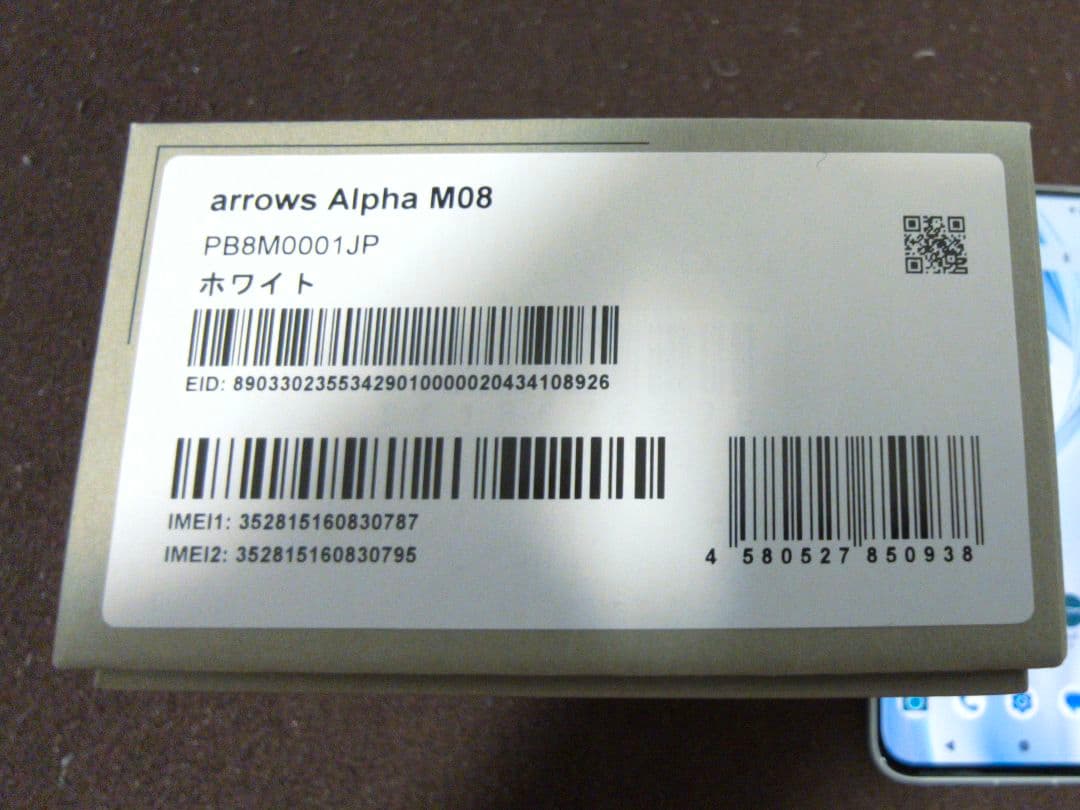 arrows Alpha M08
PB8M0001JP
ホワイト
EID: 89033023553429010000020434108926
IMEI1: 352815160830787
IMEI2: 352815160830795
4 580527 850938